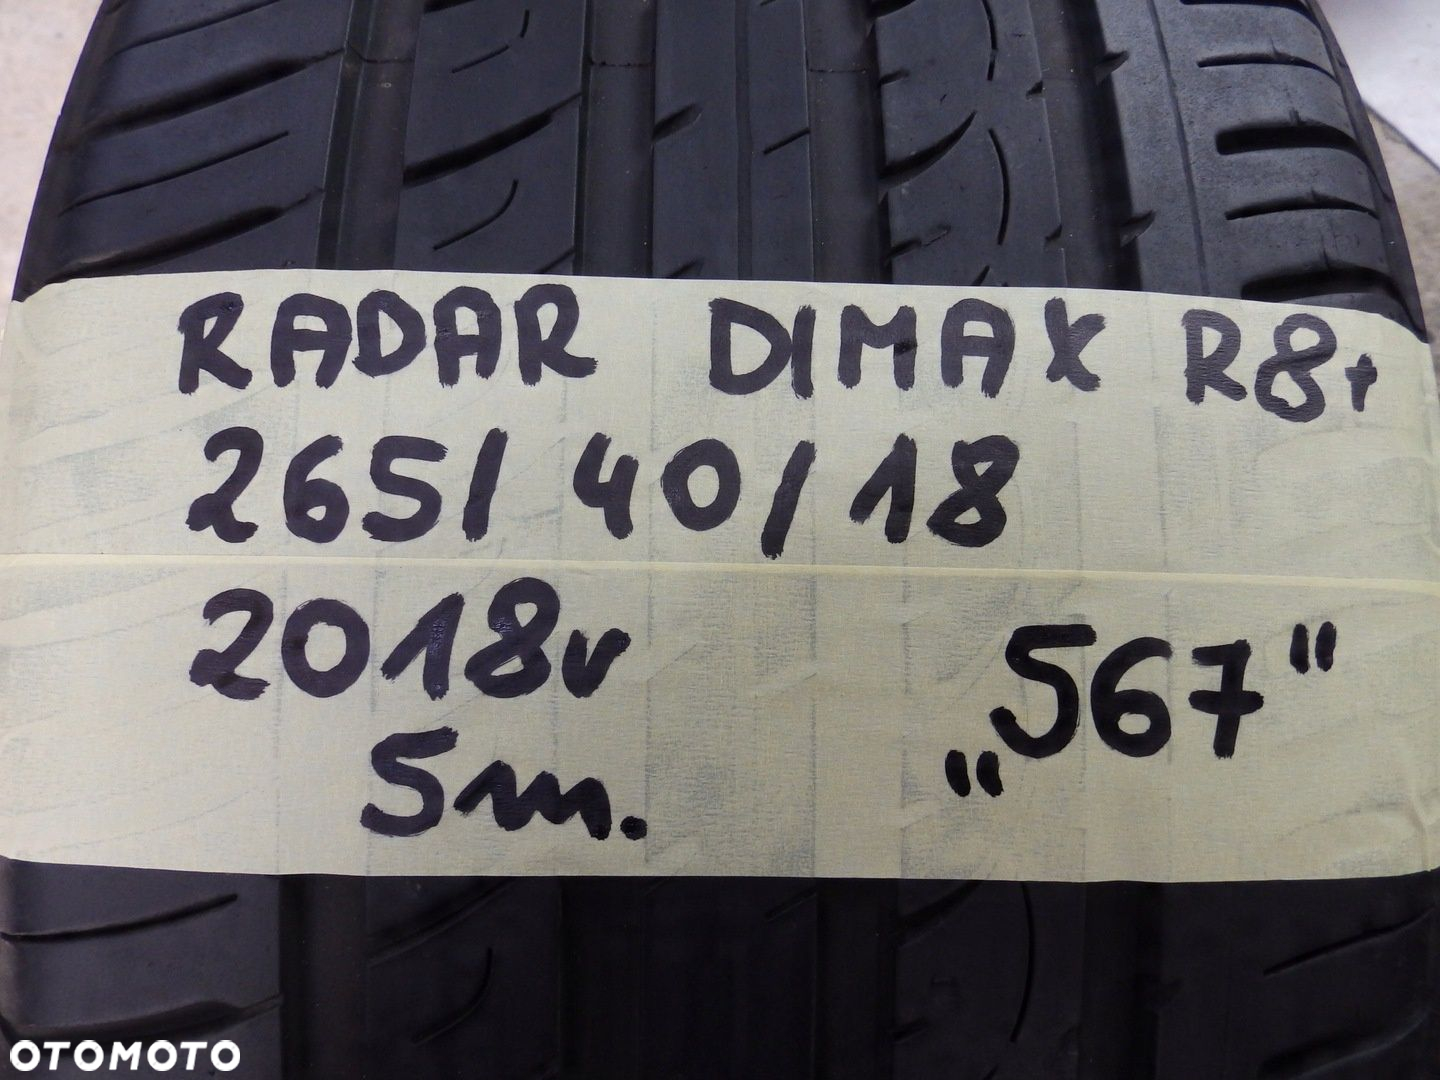 RADAR DIMAX R8+
265/40/18
2018r
5m.
„567”
OTOMOTO